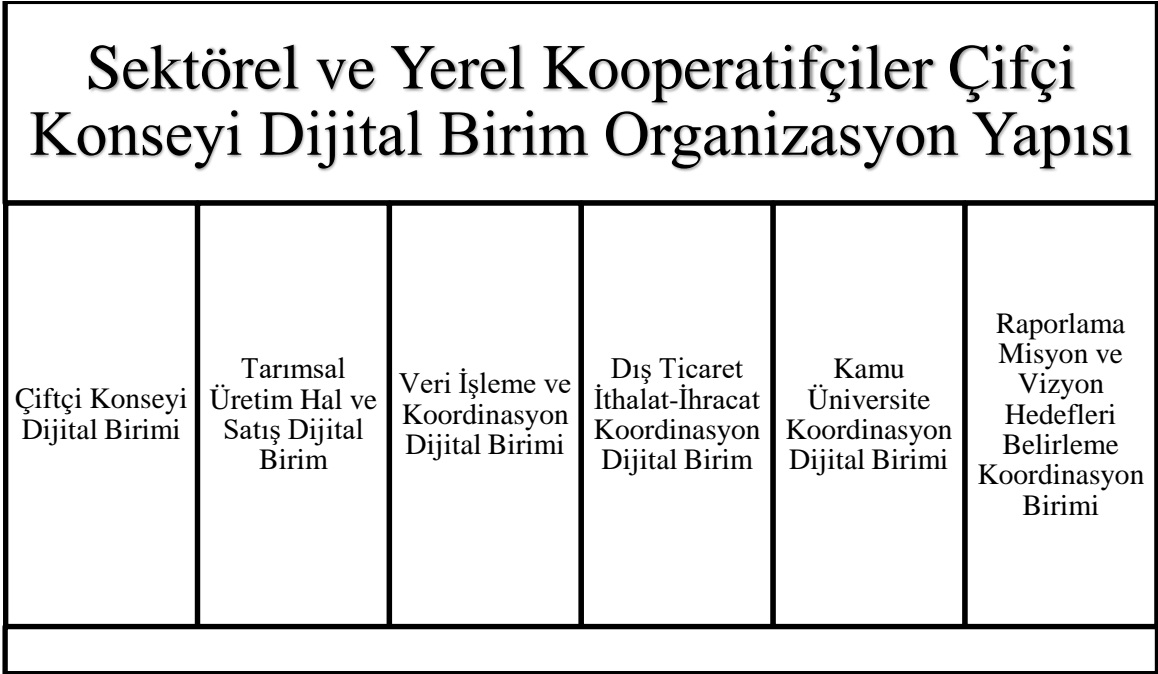 Sektörel ve Yerel Kooperatifçiler Çifçi
Konseyi Dijital Birim Organizasyon Yapısı
Çiftçi Konseyi
Dijital Birimi
Tarımsal
Üretim Hal ve
Satış Dijital
Birim
Veri İşleme ve
Koordinasyon
Dijital Birimi
Dış Ticaret
İthalat-İhracat
Koordinasyon
Dijital Birim
Kamu
Üniversite
Koordinasyon
Dijital Birimi
Raporlama
Misyon ve
Vizyon
Hedefleri
Belirleme
Koordinasyon
Birimi